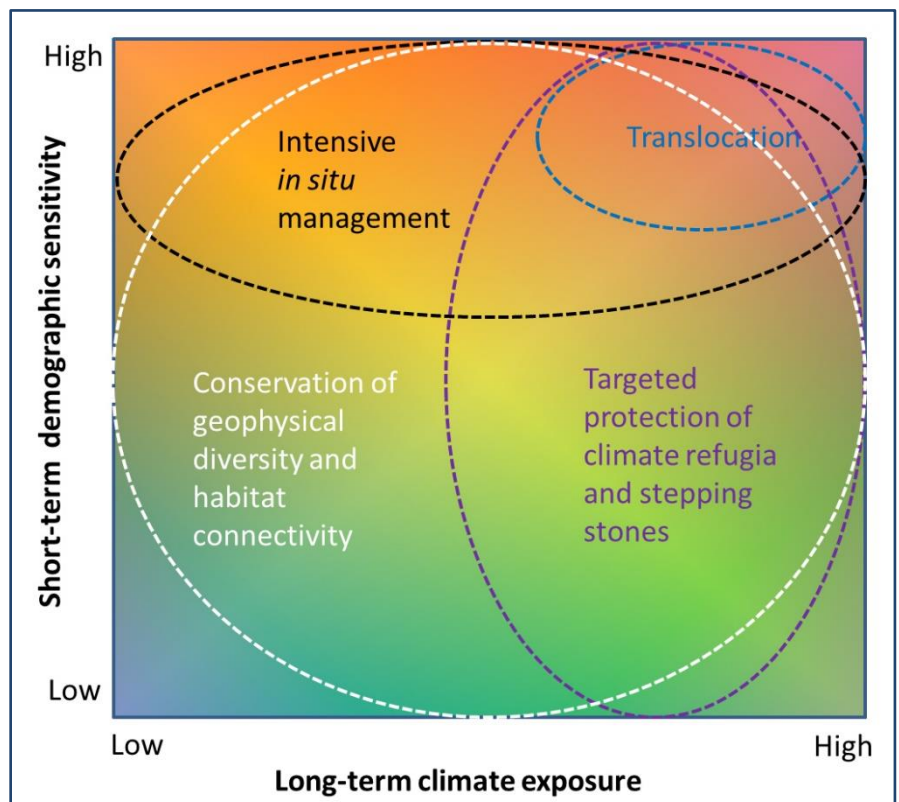 High
Short-term demographic sensitivity
Intensive
in situ
management
Translocation
Conservation of
geophysical
diversity and
habitat
connectivity
Targeted
protection of
climate refugia
and stepping
stones
Low
Low
High
Long-term climate exposure